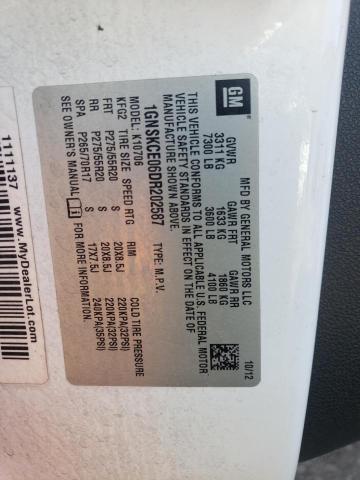 GM
MFD BY GENERAL MOTORS LLC
10/12
GVWR GAWR FRT GAWR RR
3311 KG 1633 KG 1860 KG
7300 LB 3600 LB 4100 LB
THIS VEHICLE CONFORMS TO ALL APPLICABLE U.S. FEDERAL MOTOR
VEHICLE SAFETY STANDARDS IN EFFECT ON THE DATE OF
MANUFACTURE SHOWN ABOVE.
1GNSKCE06DR202587 TYPE: M.P.V.
MODEL: K10706
KFG2 TIRE SIZE SPEED RTG RIM COLD TIRE PRESSURE
FRT P275/55R20 S 20X8.5J 220KPA(32PSI)
RR P275/55R20 S 20X8.5J 220KPA(32PSI)
SPA P265/70R17 S 17X7.5J 240KPA(35PSI)
SEE OWNER'S MANUAL FOR MORE INFORMATION.
11111137
www.MyDealerLot.com